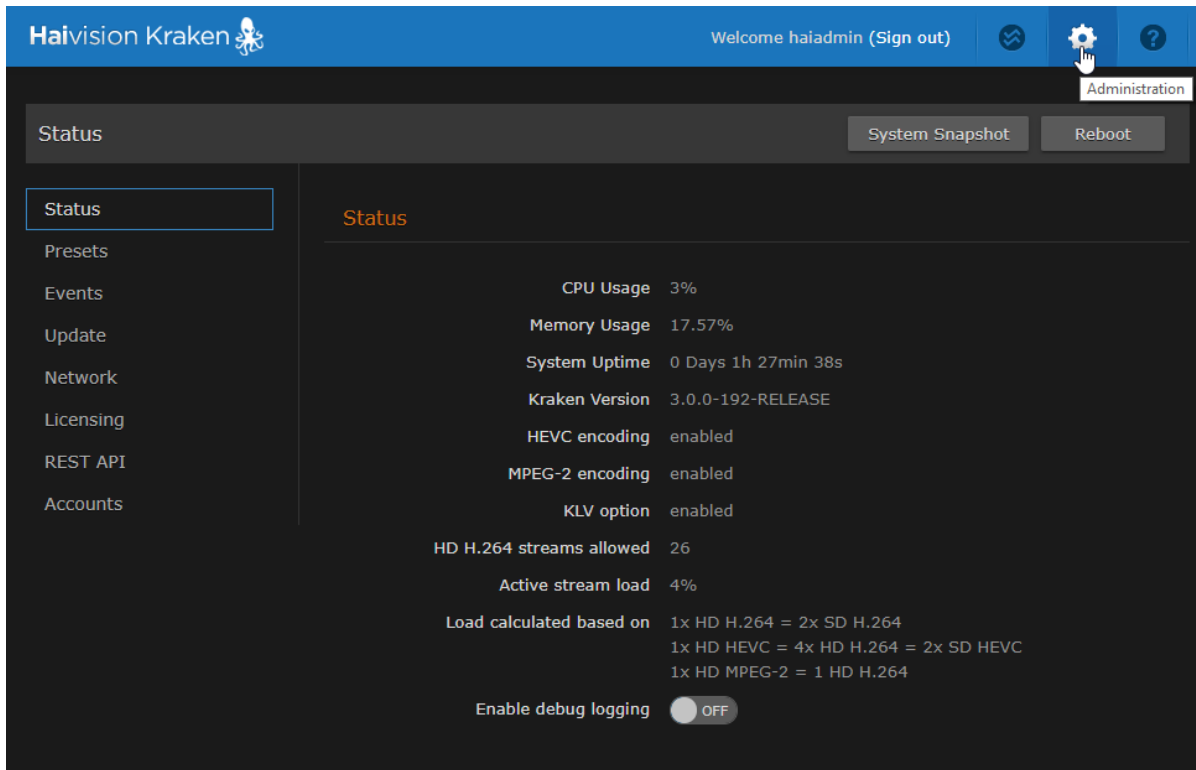 Haivision Kraken
Welcome haiadmin (Sign out)
?
Administration
Status
System Snapshot
Reboot
Status
Presets
Events
Update
Network
Licensing
REST API
Accounts
Status
CPU Usage 3%
Memory Usage 17.57%
System Uptime 0 Days 1h 27min 38s
Kraken Version 3.0.0-192-RELEASE
HEVC encoding enabled
MPEG-2 encoding enabled
KLV option enabled
HD H.264 streams allowed 26
Active stream load 4%
Load calculated based on 1x HD H.264 = 2x SD H.264
1x HD HEVC = 4x HD H.264 = 2x SD HEVC
1x HD MPEG-2 = 1 HD H.264
Enable debug logging OFF